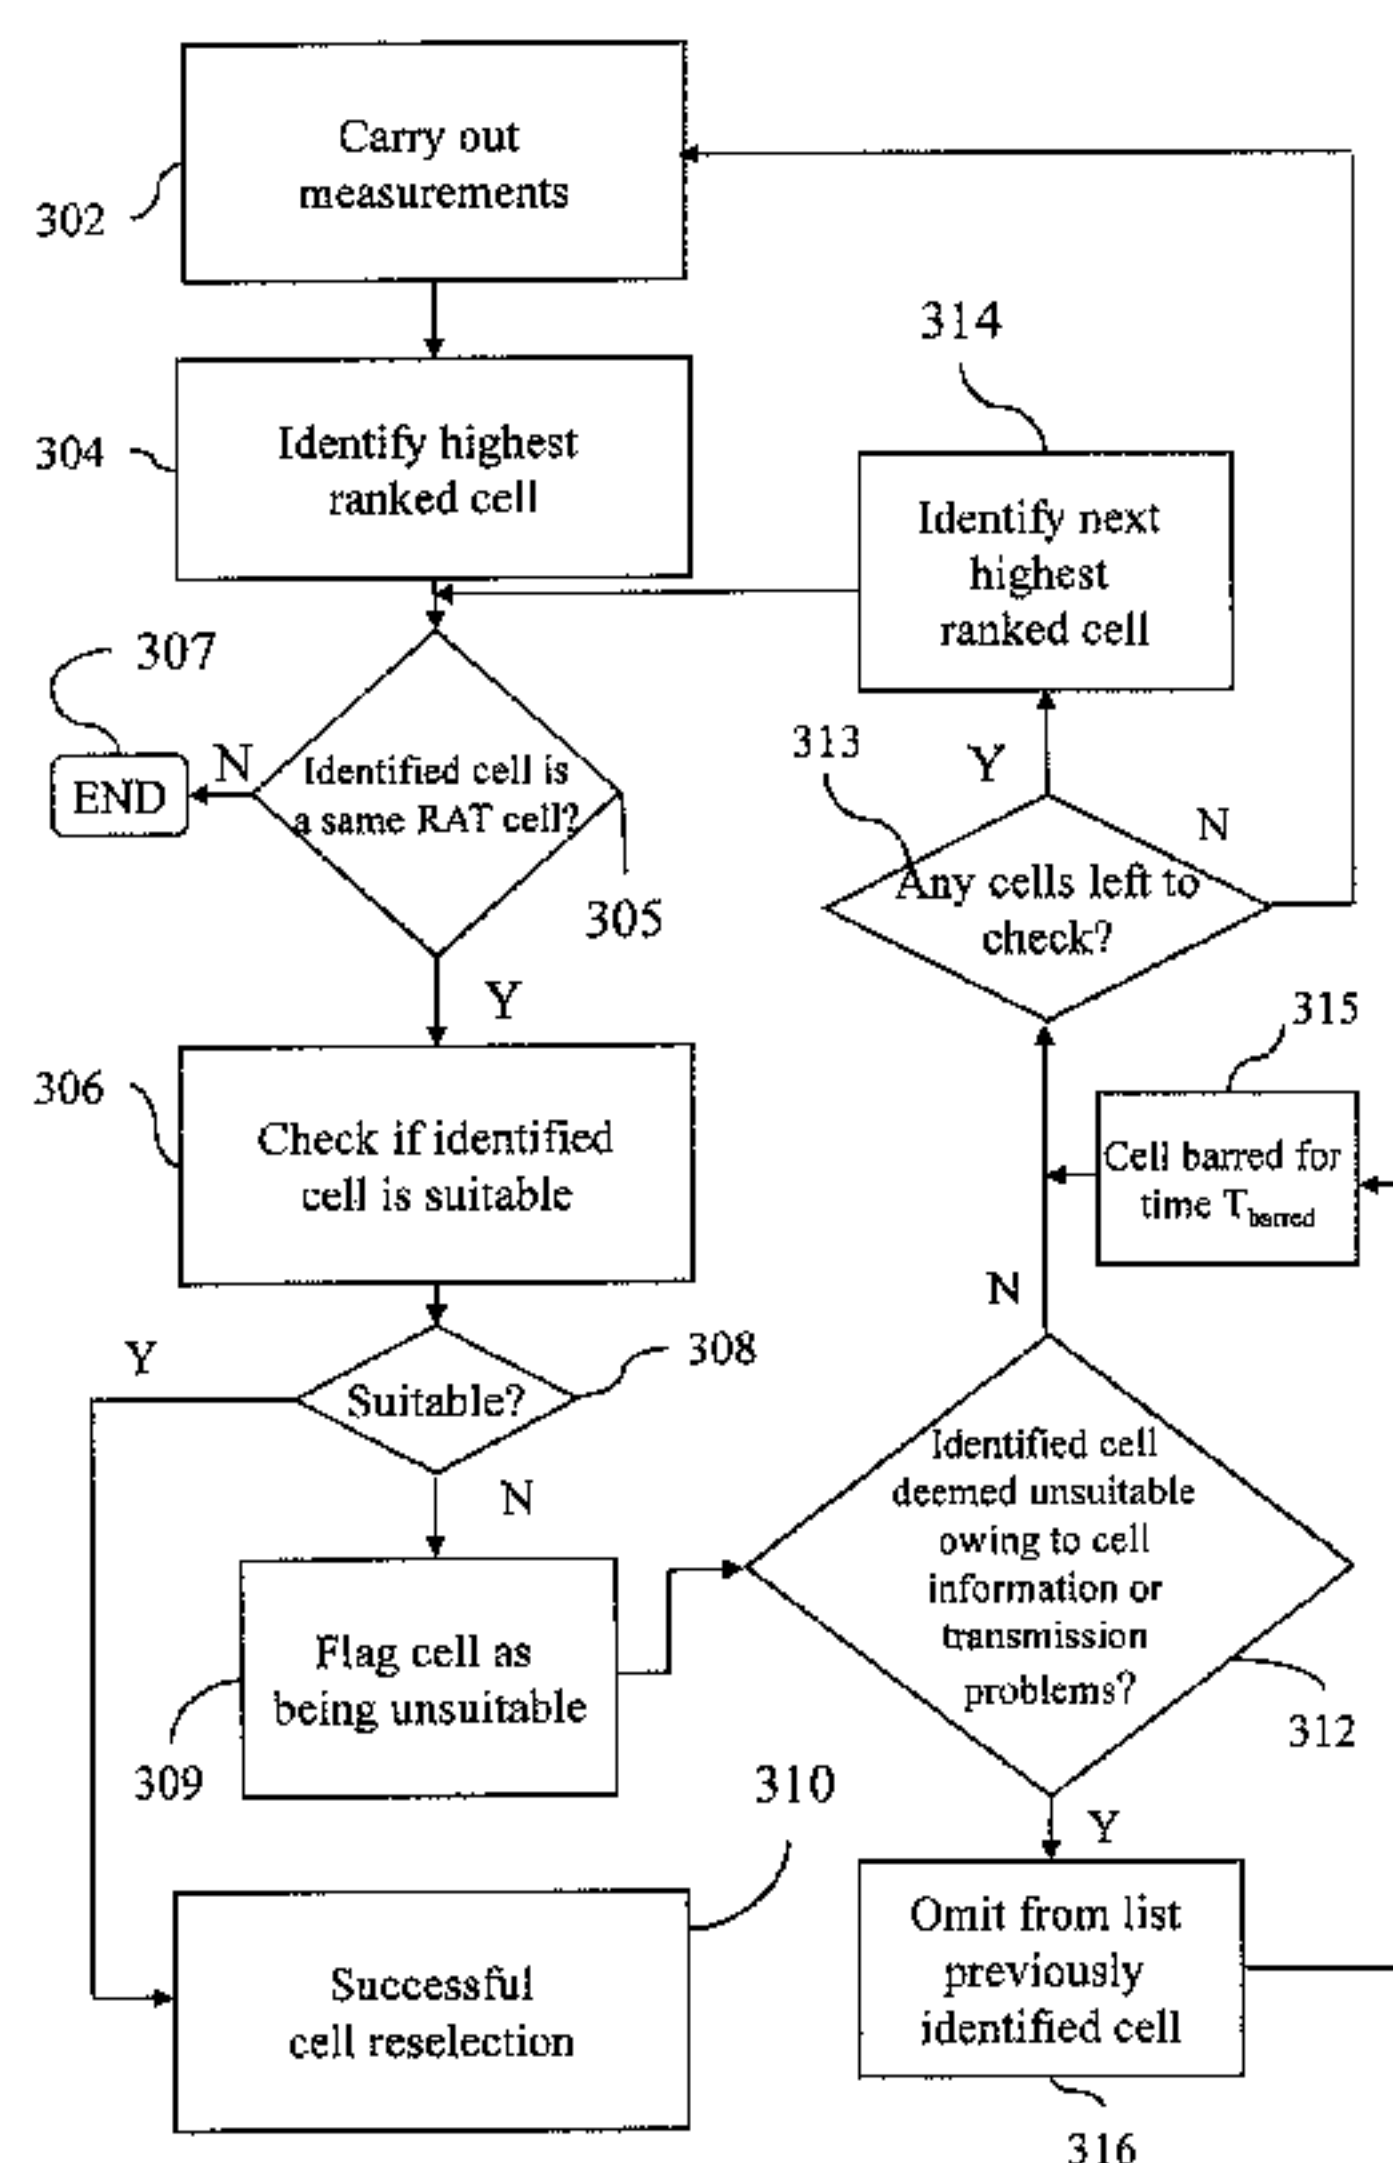 Carry out
measurements
302
304
Identify highest
ranked cell
314
Identify next
highest
ranked cell
307
END
N
Identified cell is
a same RAT cell?
305
Y
313
Y
N
Any cells left to
check?
306
Check if identified
cell is suitable
315
Cell barred for
time Tbarred
N
Y
Suitable?
308
N
Flag cell as
being unsuitable
309
Identified cell
deemed unsuitable
owing to cell
information or
transmission
problems?
312
Y
310
Successful
cell reselection
Omit from list
previously
identified cell
316